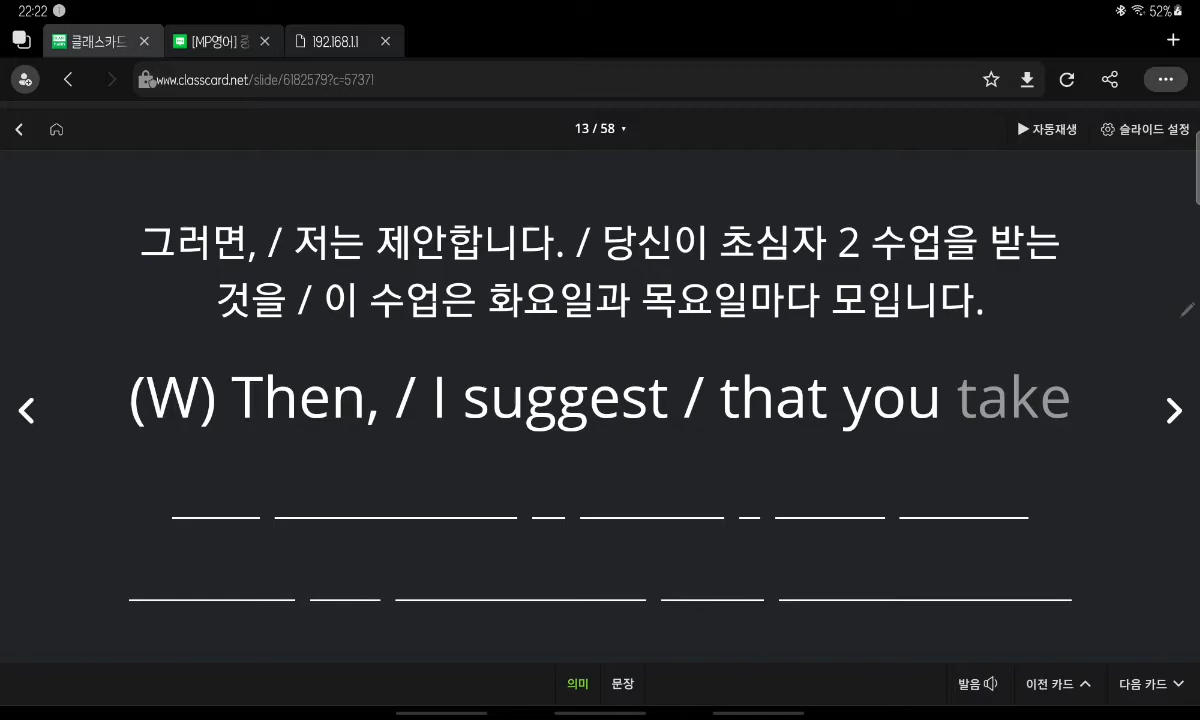 22:22
52%
클래스카드
[MP영어] 중
192.168.1.1
www.classcard.net/slide/6182579?c=57371
13 / 58
자동재생
슬라이드 설정
그러면, / 저는 제안합니다. / 당신이 초심자 2 수업을 받는
것을 / 이 수업은 화요일과 목요일마다 모입니다.
(W) Then, / I suggest / that you take
의미
문장
발음
이전 카드
다음 카드